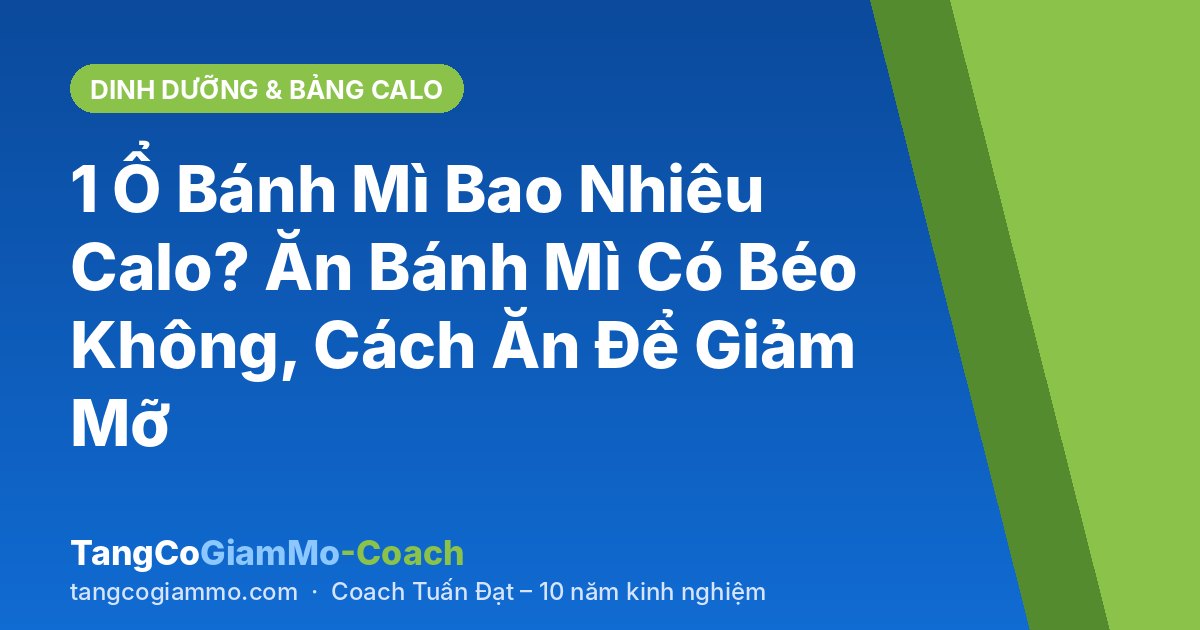 DINH DƯỠNG & BẢNG CALO
1 Ổ Bánh Mì Bao Nhiêu
Calo? Ăn Bánh Mì Có Béo
Không, Cách Ăn Để Giảm
Mỡ
TangCoGiamMo-Coach
tangcogiammo.com · Coach Tuấn Đạt – 10 năm kinh nghiệm